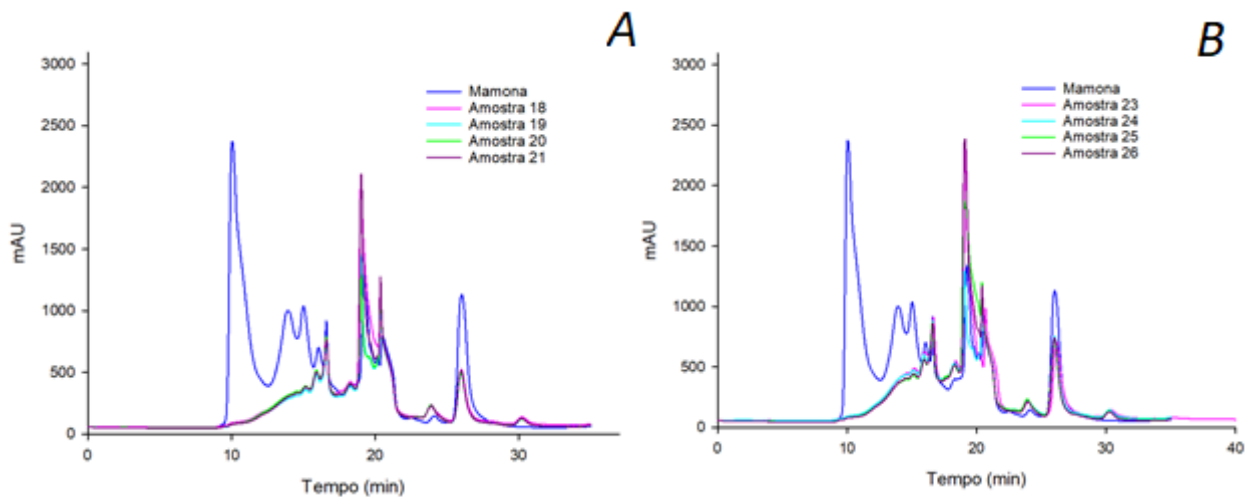 A
3000
2500
2000
1500
1000
500
0
mAU
0
10
20
30
Tempo (min)
Mamona
Amostra 18
Amostra 19
Amostra 20
Amostra 21
B
3000
2500
2000
1500
1000
500
0
mAU
0
10
20
30
40
Tempo (min)
Mamona
Amostra 23
Amostra 24
Amostra 25
Amostra 26